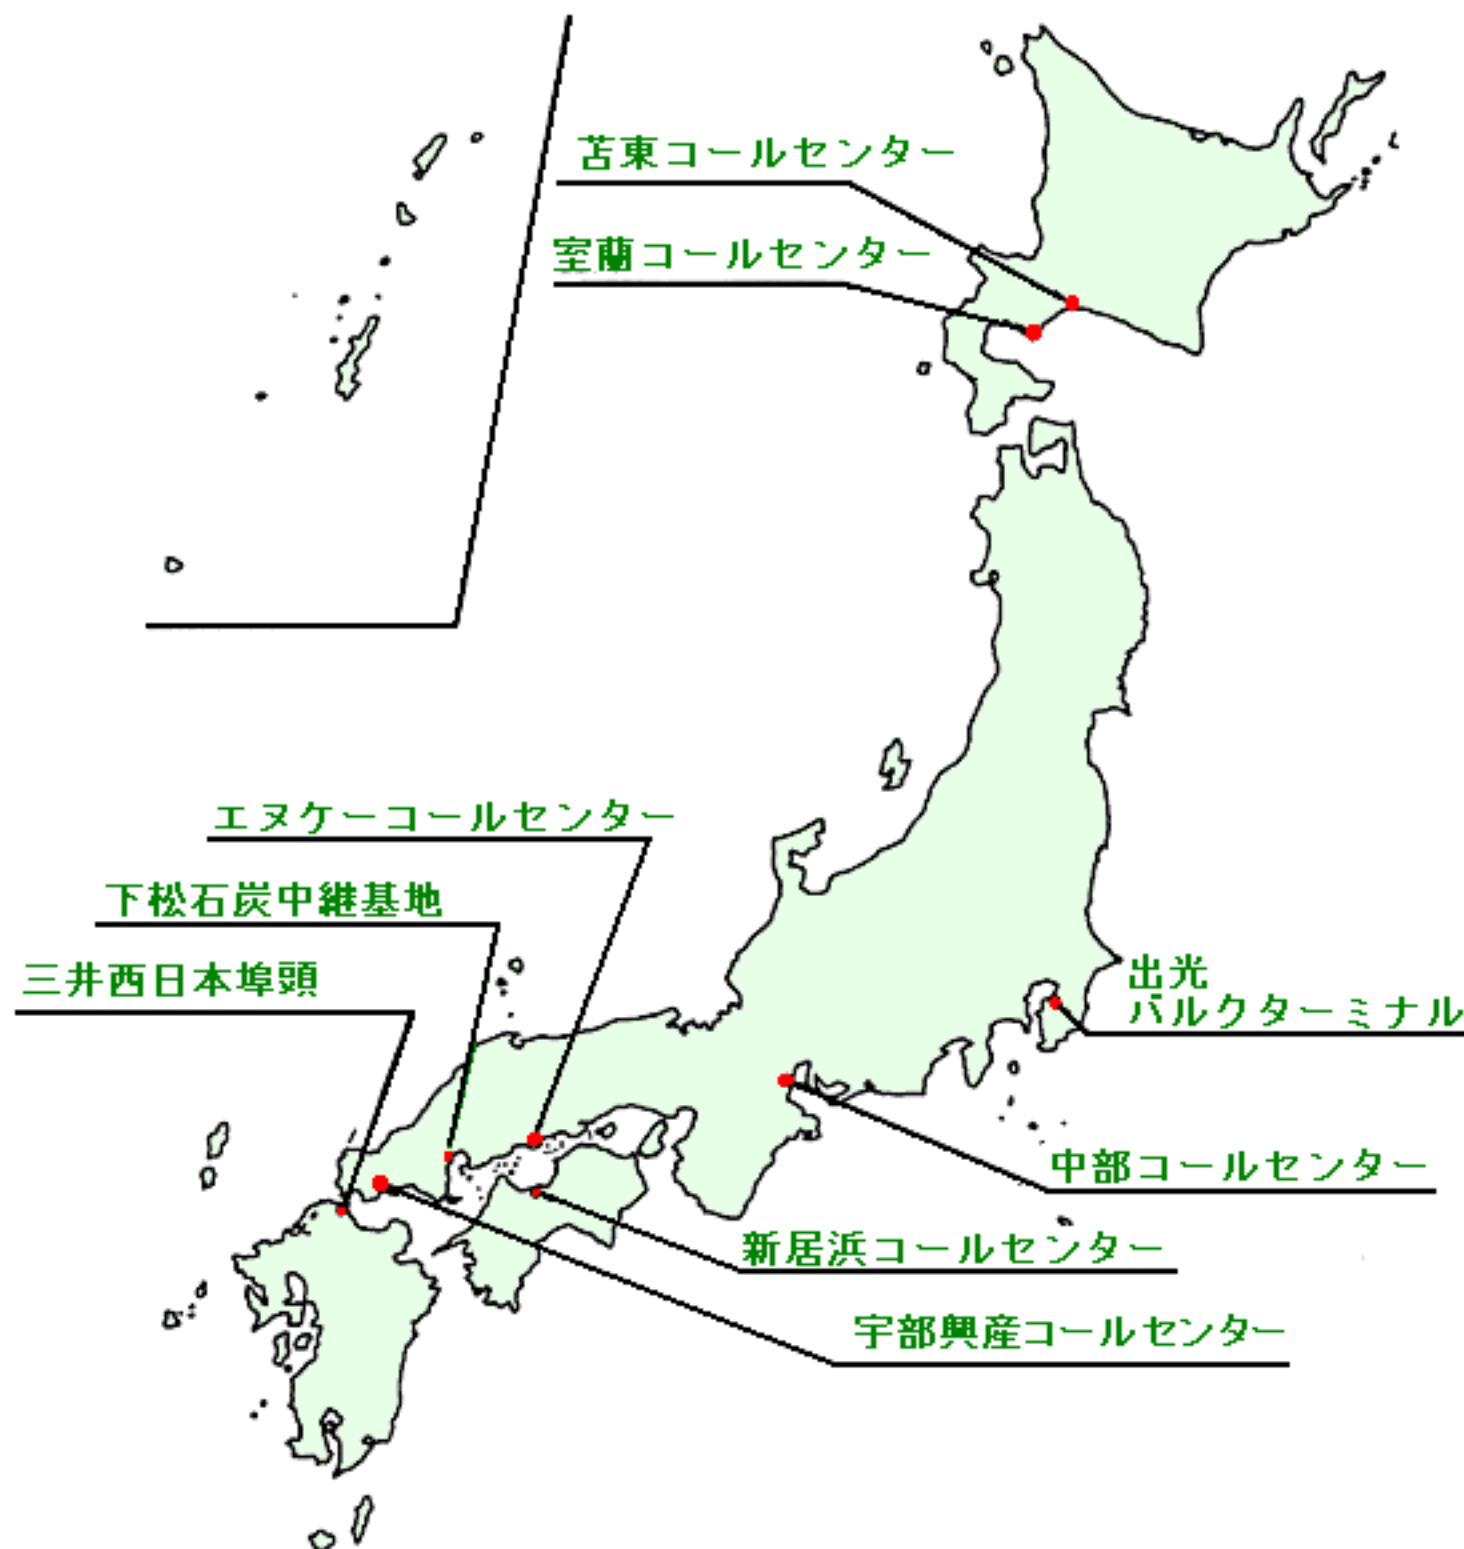 苫東コールセンター
室蘭コールセンター
エヌケーコールセンター
下松石炭中継基地
三井西日本埠頭
出光
バルクターミナル
中部コールセンター
新居浜コールセンター
宇部興産コールセンター